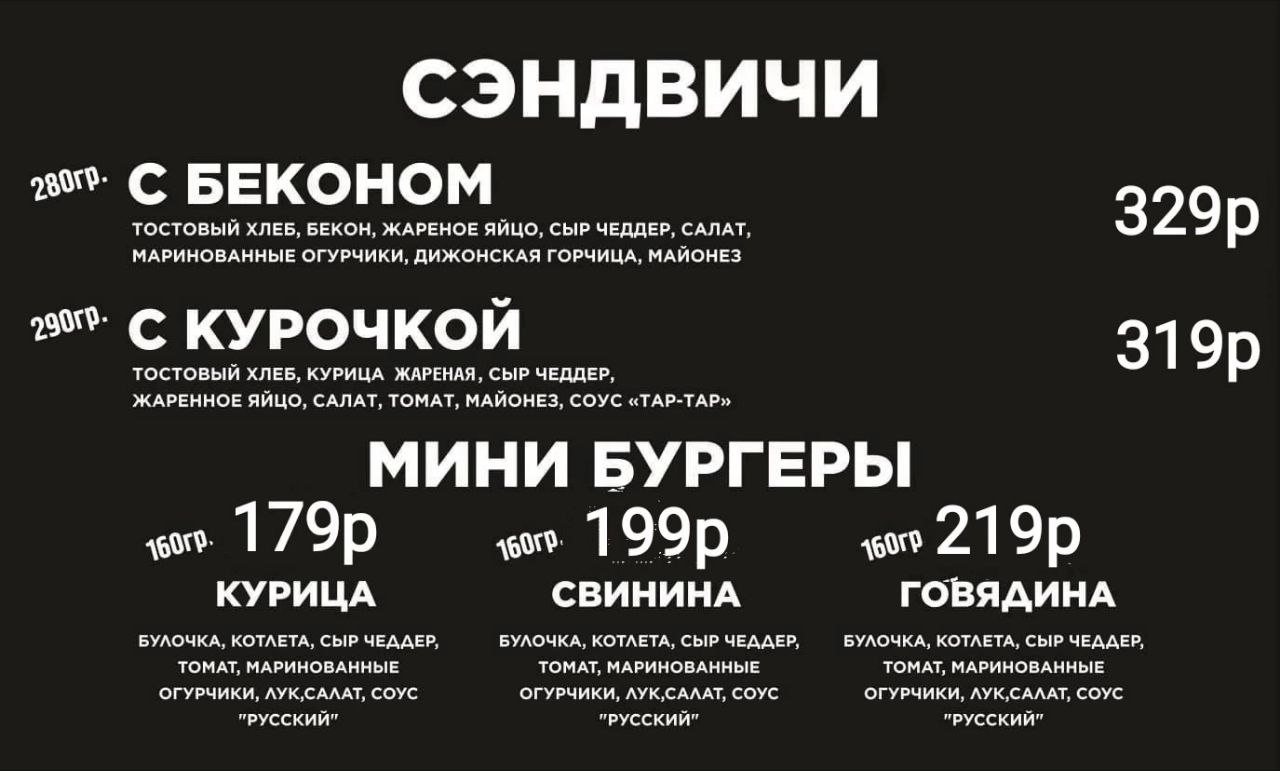 СЭНДВИЧИ
280гр. С БЕКОНОМ 329р
ТОСТОВЫЙ ХЛЕБ, БЕКОН, ЖАРЕНОЕ ЯЙЦО, СЫР ЧЕДДЕР, САЛАТ,
МАРИНОВАННЫЕ ОГУРЧИКИ, ДИЖОНСКАЯ ГОРЧИЦА, МАЙОНЕЗ
290гр. С КУРОЧКОЙ 319р
ТОСТОВЫЙ ХЛЕБ, КУРИЦА ЖАРЕНАЯ, СЫР ЧЕДДЕР,
ЖАРЕННОЕ ЯЙЦО, САЛАТ, ТОМАТ, МАЙОНЕЗ, СОУС «ТАР-ТАР»
МИНИ БУРГЕРЫ
160гр. 179р
КУРИЦА
БУЛОЧКА, КОТЛЕТА, СЫР ЧЕДДЕР,
ТОМАТ, МАРИНОВАННЫЕ
ОГУРЧИКИ, ЛУК,САЛАТ, СОУС
"РУССКИЙ"
160гр. 199р
СВИНИНА
БУЛОЧКА, КОТЛЕТА, СЫР ЧЕДДЕР,
ТОМАТ, МАРИНОВАННЫЕ
ОГУРЧИКИ, ЛУК,САЛАТ, СОУС
"РУССКИЙ"
160гр 219р
ГОВЯДИНА
БУЛОЧКА, КОТЛЕТА, СЫР ЧЕДДЕР,
ТОМАТ, МАРИНОВАННЫЕ
ОГУРЧИКИ, ЛУК,САЛАТ, СОУС
"РУССКИЙ"